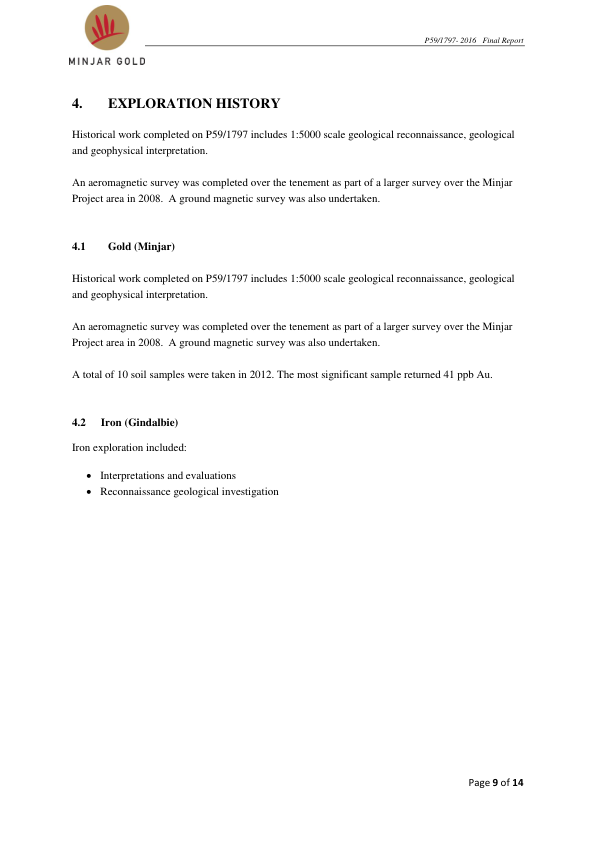 P59/1797- 2016 Final Report
MINJAR GOLD
4. EXPLORATION HISTORY
Historical work completed on P59/1797 includes 1:5000 scale geological reconnaissance, geological
and geophysical interpretation.
An aeromagnetic survey was completed over the tenement as part of a larger survey over the Minjar
Project area in 2008. A ground magnetic survey was also undertaken.
4.1 Gold (Minjar)
Historical work completed on P59/1797 includes 1:5000 scale geological reconnaissance, geological
and geophysical interpretation.
An aeromagnetic survey was completed over the tenement as part of a larger survey over the Minjar
Project area in 2008. A ground magnetic survey was also undertaken.
A total of 10 soil samples were taken in 2012. The most significant sample returned 41 ppb Au.
4.2 Iron (Gindalbie)
Iron exploration included:
• Interpretations and evaluations
• Reconnaissance geological investigation
Page 9 of 14